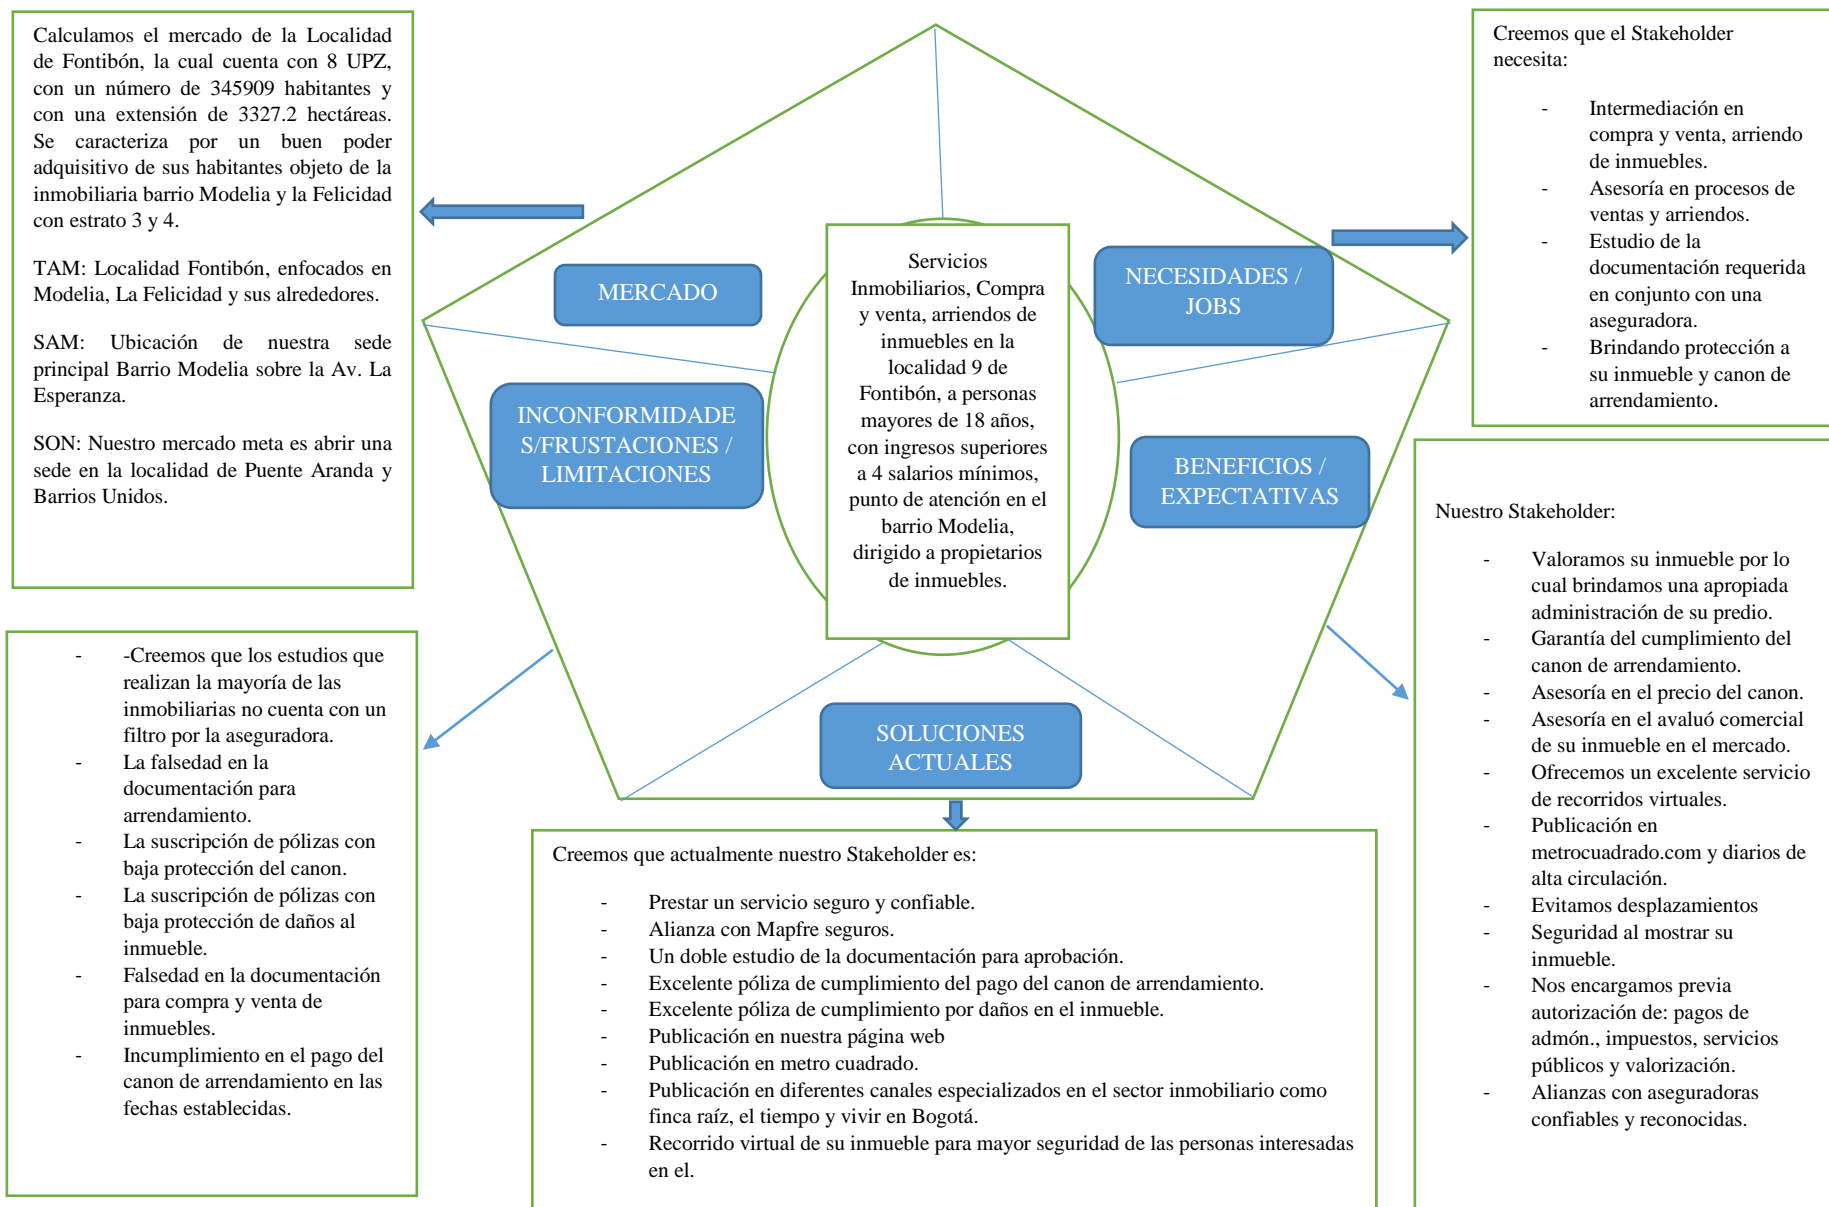 Calculamos el mercado de la Localidad
de Fontibón, la cual cuenta con 8 UPZ,
con un número de 345909 habitantes y
con una extensión de 3327.2 hectáreas.
Se caracteriza por un buen poder
adquisitivo de sus habitantes objeto de la
inmobiliaria barrio Modelia y la Felicidad
con estrato 3 y 4.
TAM: Localidad Fontibón, enfocados en
Modelia, La Felicidad y sus alrededores.
SAM: Ubicación de nuestra sede
principal Barrio Modelia sobre la Av. La
Esperanza.
SON: Nuestro mercado meta es abrir una
sede en la localidad de Puente Aranda y
Barrios Unidos.
MERCADO
INCONFORMIDADE
S/FRUSTACIONES /
LIMITACIONES
Servicios
Inmobiliarios, Compra
y venta, arriendos de
inmuebles en la
localidad 9 de
Fontibón, a personas
mayores de 18 años,
con ingresos superiores
a 4 salarios mínimos,
punto de atención en el
barrio Modelia,
dirigido a propietarios
de inmuebles.
NECESIDADES /
JOBS
BENEFICIOS /
EXPECTATIVAS
SOLUCIONES
ACTUALES
Creemos que el Stakeholder
necesita:
- Intermediación en
compra y venta, arriendo
de inmuebles.
- Asesoría en procesos de
ventas y arriendos.
- Estudio de la
documentación requerida
en conjunto con una
aseguradora.
- Brindando protección a
su inmueble y canon de
arrendamiento.
Nuestro Stakeholder:
- Valoramos su inmueble por lo
cual brindamos una apropiada
administración de su predio.
- Garantía del cumplimiento del
canon de arrendamiento.
- Asesoría en el precio del canon.
- Asesoría en el avaluó comercial
de su inmueble en el mercado.
- Ofrecemos un excelente servicio
de recorridos virtuales.
- Publicación en
metrocuadrado.com y diarios de
alta circulación.
- Evitamos desplazamientos
- Seguridad al mostrar su
inmueble.
- Nos encargamos previa
autorización de: pagos de
admón., impuestos, servicios
públicos y valorización.
- Alianzas con aseguradoras
confiables y reconocidas.
- -Creemos que los estudios que
realizan la mayoría de las
inmobiliarias no cuenta con un
filtro por la aseguradora.
- La falsedad en la
documentación para
arrendamiento.
- La suscripción de pólizas con
baja protección del canon.
- La suscripción de pólizas con
baja protección de daños al
inmueble.
- Falsedad en la documentación
para compra y venta de
inmuebles.
- Incumplimiento en el pago del
canon de arrendamiento en las
fechas establecidas.
Creemos que actualmente nuestro Stakeholder es:
- Prestar un servicio seguro y confiable.
- Alianza con Mapfre seguros.
- Un doble estudio de la documentación para aprobación.
- Excelente póliza de cumplimiento del pago del canon de arrendamiento.
- Excelente póliza de cumplimiento por daños en el inmueble.
- Publicación en nuestra página web
- Publicación en metro cuadrado.
- Publicación en diferentes canales especializados en el sector inmobiliario como
finca raíz, el tiempo y vivir en Bogotá.
- Recorrido virtual de su inmueble para mayor seguridad de las personas interesadas
en el.